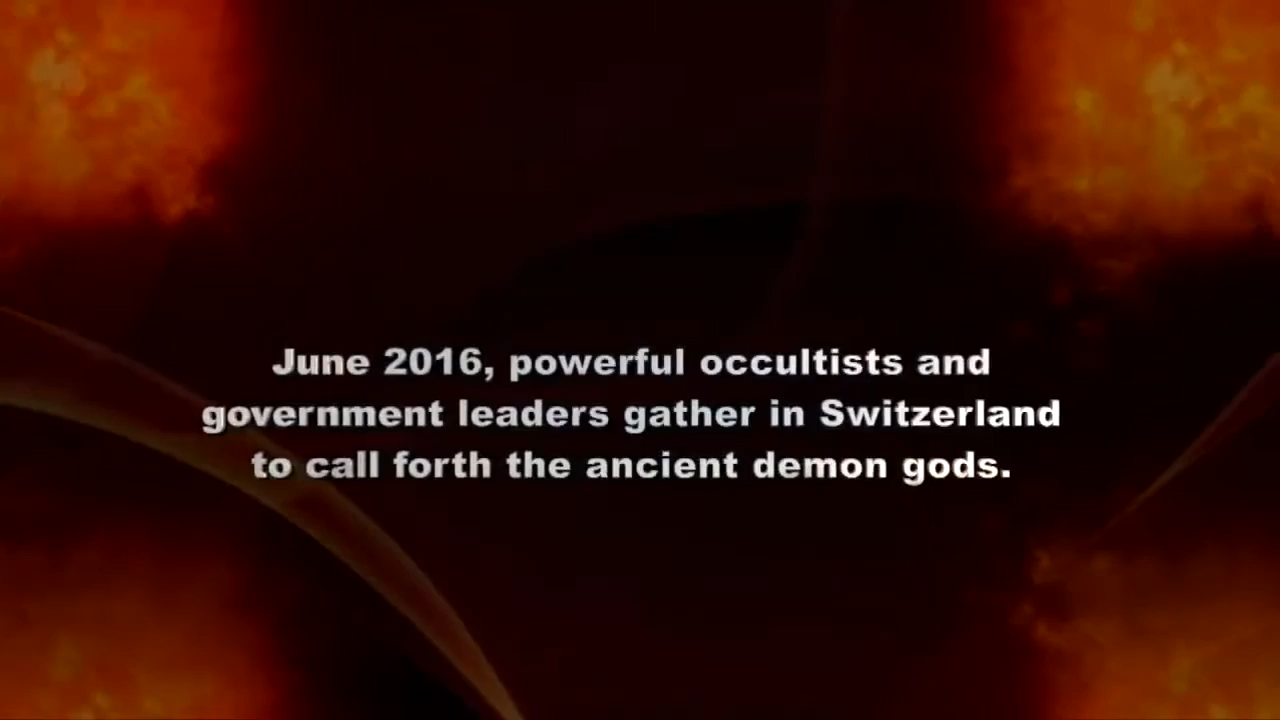 June 2016, powerful occultists and
government leaders gather in Switzerland
to call forth the ancient demon gods.